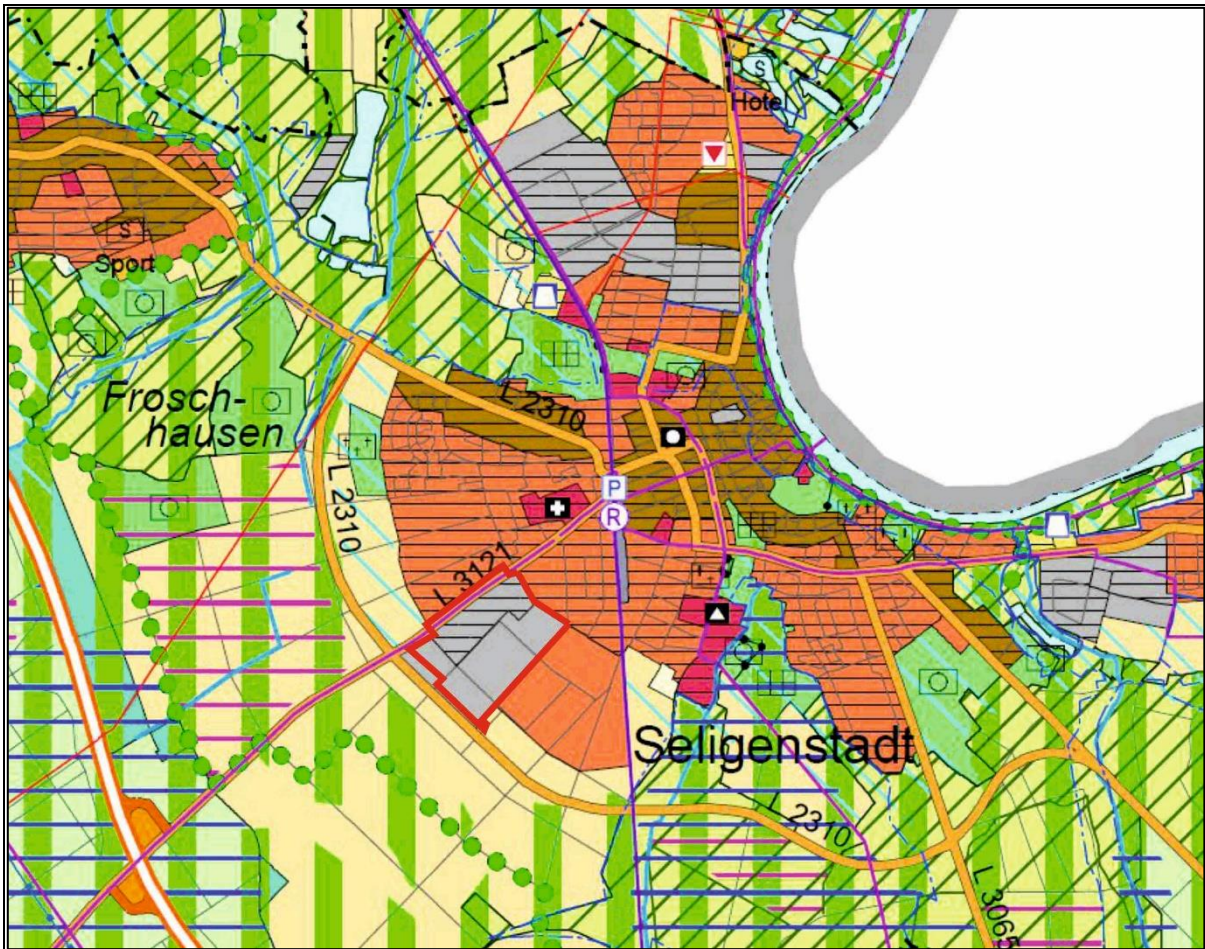 S
Hotel
S
Sport
Frosch-
hausen
L 2310
L 2310
P
R
L 3121
Seligenstadt
L 2310
L 3065